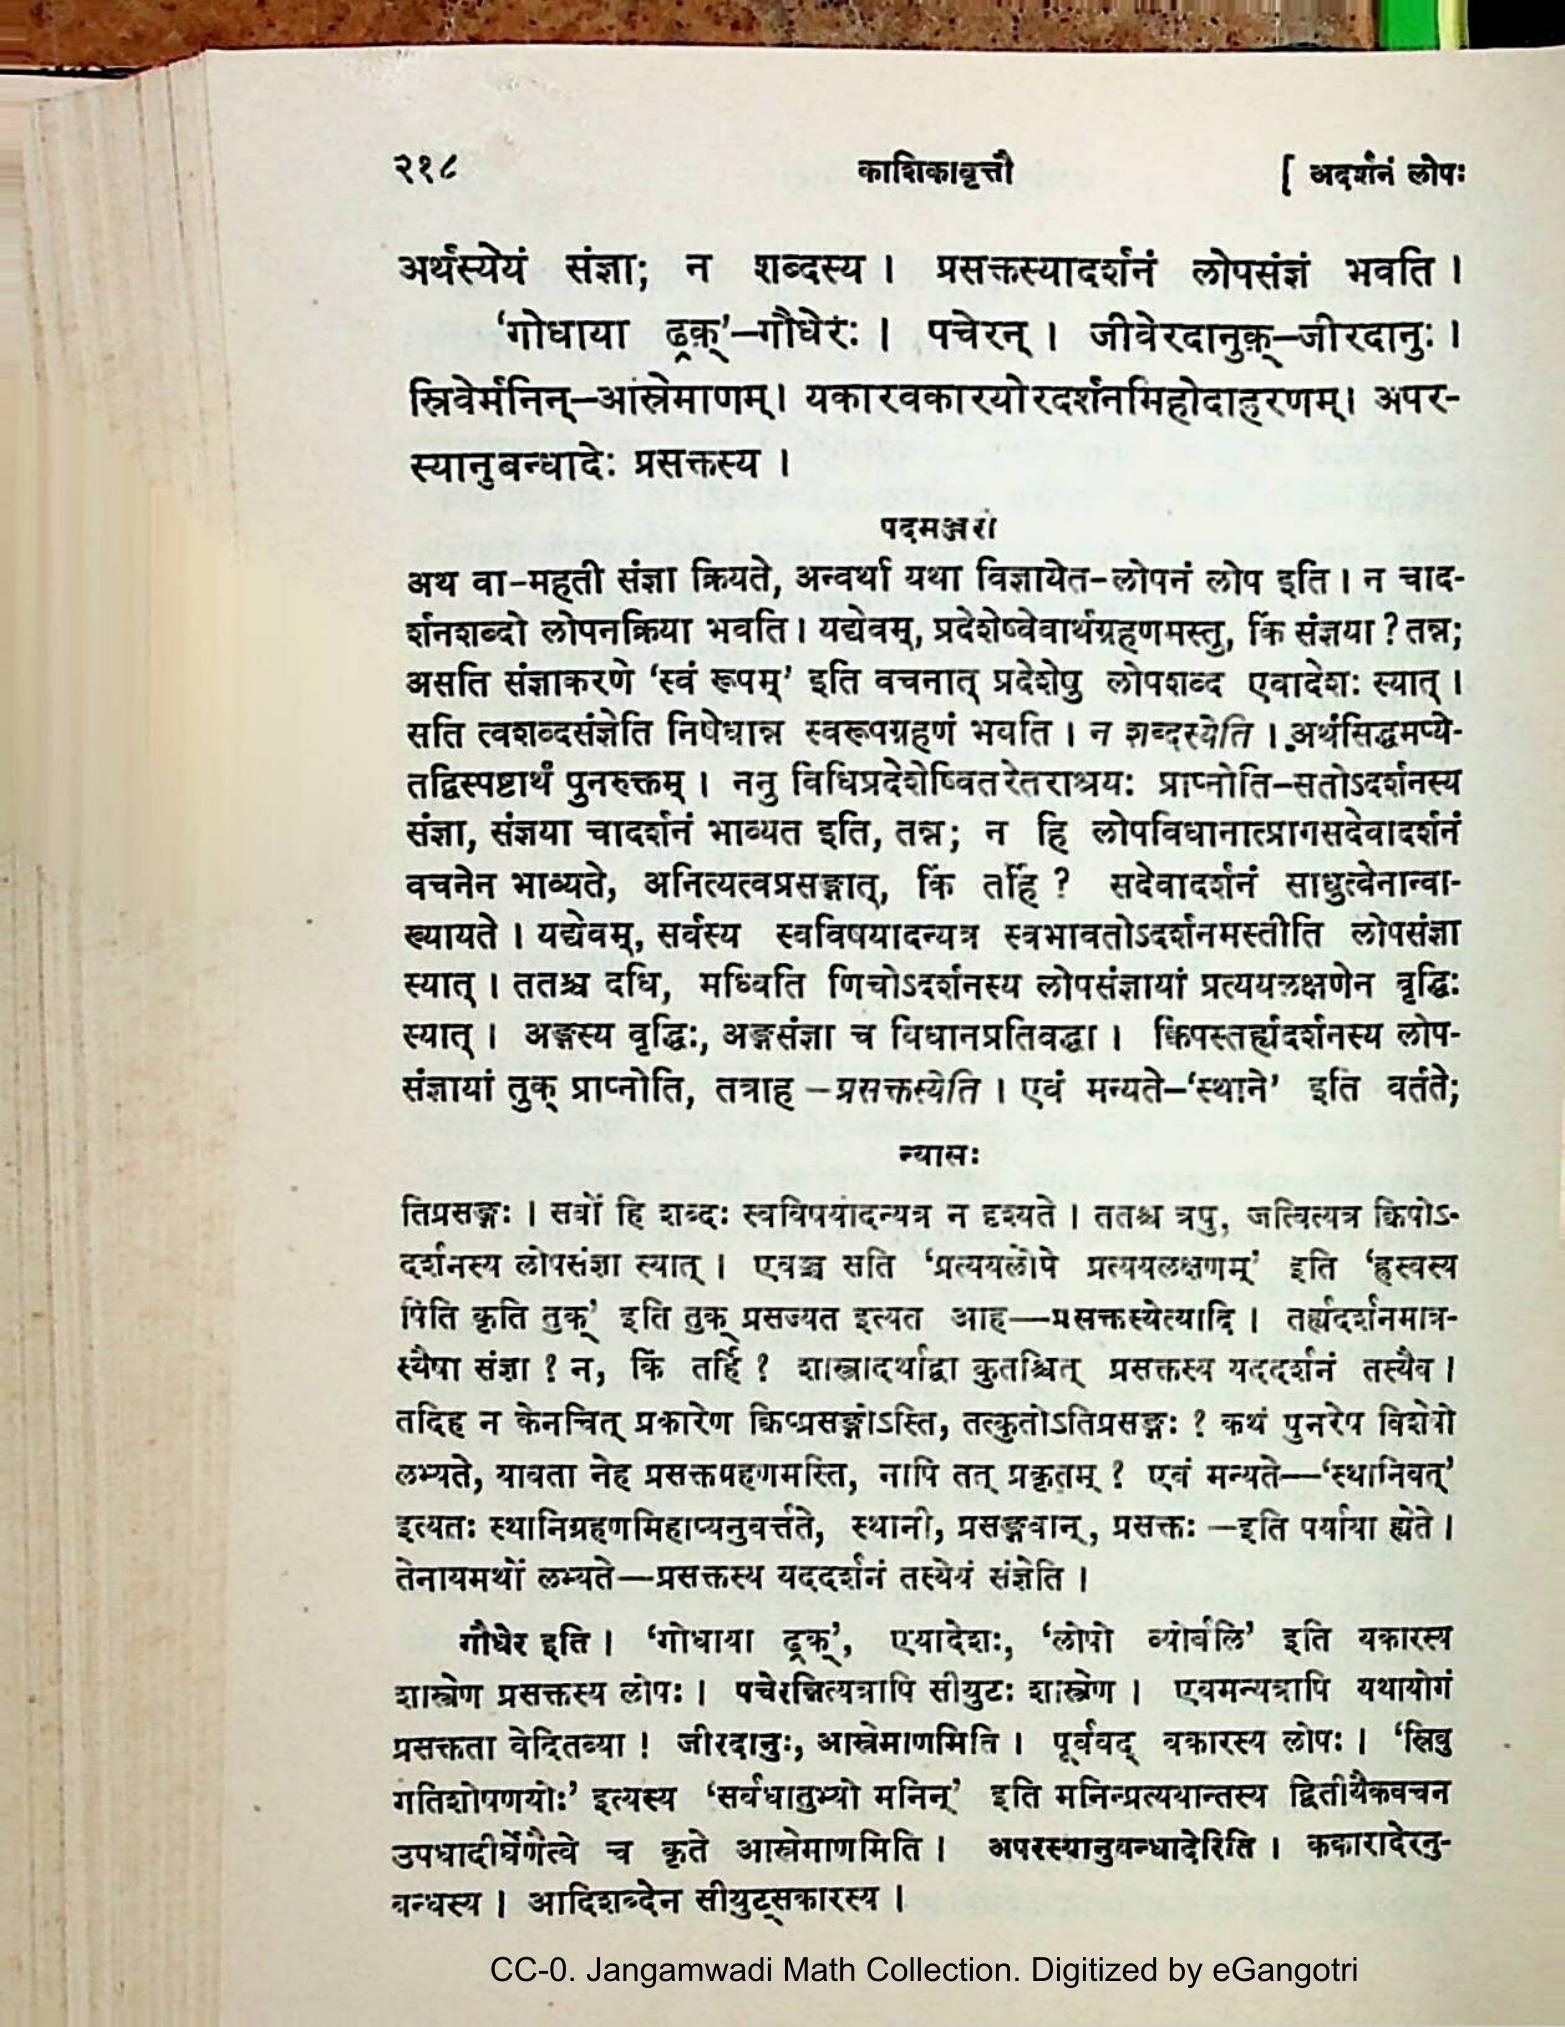 २१८ काशिकावृत्तौ [ अदर्शनं लोपः
अर्थस्येयं संज्ञा; न शब्दस्य । प्रसक्तस्यादर्शनं लोपसंज्ञं भवति ।
‘गोधाया ढ्रक्’–गौधेरः । पचेरन् । जीवेरदानुक्–जीरदानुः ।
स्रिवेर्मनिन्–आस्रेमाणम्। यकारवकारयोरदर्शनमिहोदाहरणम्। अपर-
स्यानुबन्धादेः प्रसक्तस्य ।
पदमञ्जरी
अथ वा–महती संज्ञा क्रियते, अन्वर्था यथा विज्ञायेत–लोपनं लोप इति । न चाद-
र्शनशब्दो लोपनक्रिया भवति । यद्येवम्, प्रदेशेष्वेवार्थग्रहणमस्तु, किं संज्ञया ? तन्न;
असति संज्ञाकरणे ‘स्वं रूपम्’ इति वचनात् प्रदेशेषु लोपशब्द एवादेशः स्यात् ।
सति त्वशब्दसंज्ञेति निषेधान्न स्वरूपग्रहणं भवति । न शब्दस्येति । अर्थसिद्धमप्ये-
तद्विस्पष्टार्थं पुनरुक्तम् । ननु विधिप्रदेशेष्वितरेतराश्रयः प्राप्नोति–सतोऽदर्शनस्य
संज्ञा, संज्ञया चादर्शनं भाव्यत इति, तन्न; न हि लोपविधानात्प्रागसदेवादर्शनं
वचनेन भाव्यते, अनित्यत्वप्रसङ्गात्, किं तर्हि ? सदेवादर्शनं साधुत्वेनान्वा-
ख्यायते । यद्येवम्, सर्वस्य स्वविषयादन्यत्र स्वभावतोऽदर्शनमस्तीति लोपसंज्ञा
स्यात् । ततश्च दधि, मध्विति णिचोऽदर्शनस्य लोपसंज्ञायां प्रत्ययलक्षणेन वृद्धिः
स्यात् । अङ्गस्य वृद्धिः, अङ्गसंज्ञा च विधानप्रतिबद्धा । क्विपस्तर्ह्यदर्शनस्य लोप-
संज्ञायां तुक् प्राप्नोति, तत्राह –प्रसक्तस्येति । एवं मन्यते–‘स्थाने’ इति वर्तते;
न्यासः
तिप्रसङ्गः । सर्वो हि शब्दः स्वविषयादन्यत्र न दृश्यते । ततश्च त्रपु, जत्वित्यत्र क्विपोऽ-
दर्शनस्य लोपसंज्ञा स्यात् । एवञ्च सति ‘प्रत्ययलोपे प्रत्ययलक्षणम्’ इति ‘ह्रस्वस्य
पिति कृति तुक्’ इति तुक् प्रसज्यत इत्यत आह—प्रसक्तस्येत्यादि । तर्ह्यदर्शनमात्र-
स्यैषा संज्ञा ? न, किं तर्हि ? शास्त्रादर्थाद्वा कुतश्चित् प्रसक्तस्य यददर्शनं तस्यैव ।
तदिह न केनचित् प्रकारेण क्विप्प्रसङ्गोऽस्ति, तत्कुतोऽतिप्रसङ्गः ? कथं पुनरेष विशेषो
लभ्यते, यावता नेह प्रसक्तग्रहणमस्ति, नापि तत् प्रकृतम् ? एवं मन्यते—‘स्थानिवत्’
इत्यतः स्थानिग्रहणमिहाप्यनुवर्त्तते, स्थानी, प्रसङ्गवान्, प्रसक्तः —इति पर्याया ह्येते ।
तेनायमर्थो लभ्यते—प्रसक्तस्य यददर्शनं तस्येयं संज्ञेति ।
गौधेर इति । ‘गोधाया ढ्रक्’, एयादेशः, ‘लोपो व्योर्वलि’ इति यकारस्य
शास्त्रेण प्रसक्तस्य लोपः । पचेरन्नित्यत्रापि सीयुटः शास्त्रेण । एवमन्यत्रापि यथायोगं
प्रसक्तता वेदितव्या ! जीरदानुः, आस्रेमाणमिति । पूर्ववद् वकारस्य लोपः । ‘स्रिवु
गतिशोषणयोः’ इत्यस्य ‘सर्वधातुभ्यो मनिन्’ इति मनिन्प्रत्ययान्तस्य द्वितीयैकवचन
उपधादीर्घेणैत्वे च कृते आस्रेमाणमिति । अपरस्यानुबन्धादेरिति । ककारादेरनु-
बन्धस्य । आदिशब्देन सीयुट्सकारस्य ।
CC-0. Jangamwadi Math Collection. Digitized by eGangotri